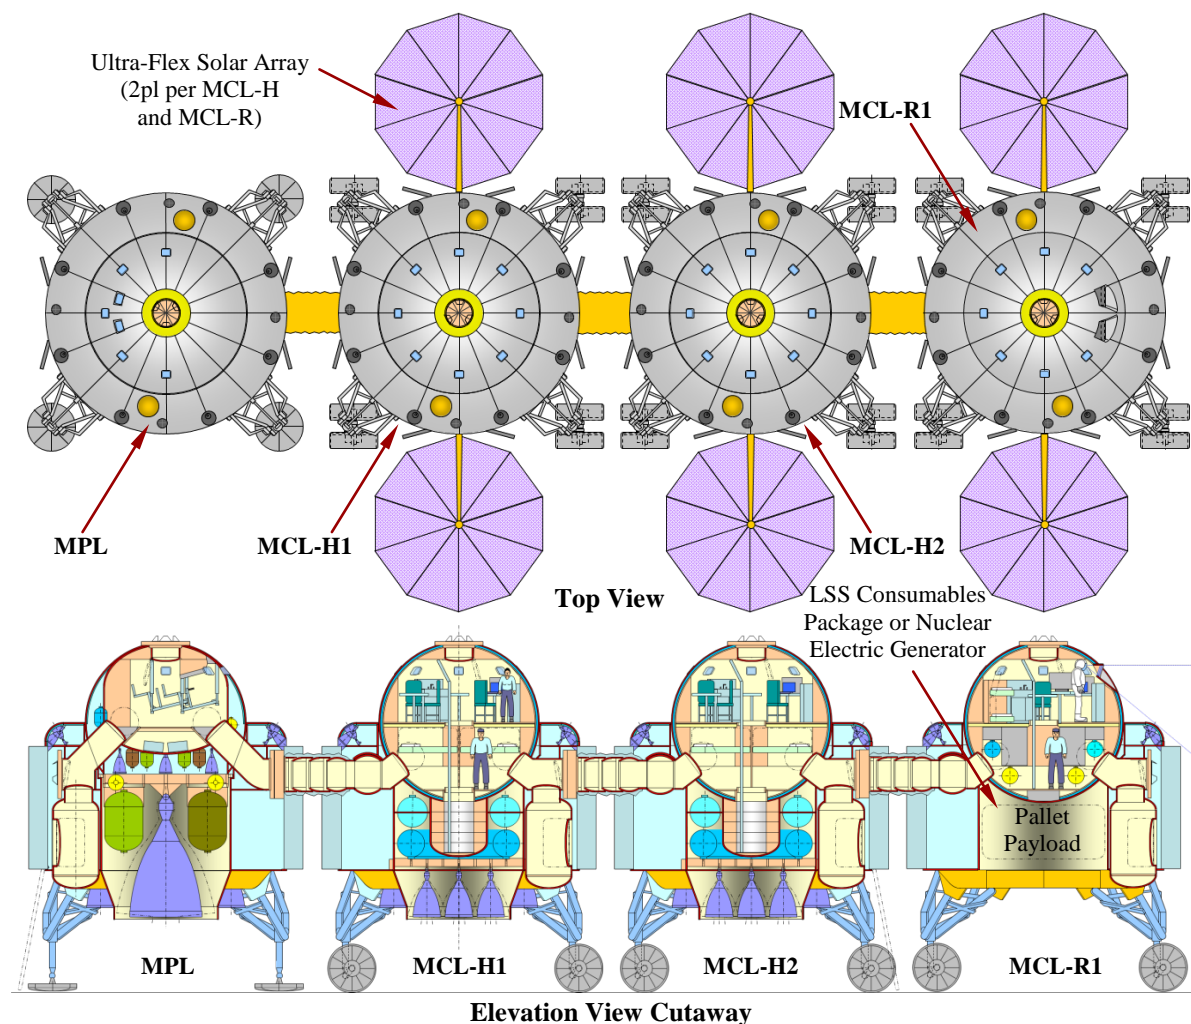 Ultra-Flex Solar Array
(2pl per MCL-H
and MCL-R)
MCL-R1
MPL
MCL-H1
MCL-H2
Top View
LSS Consumables
Package or Nuclear
Electric Generator
Pallet
Payload
MPL
MCL-H1
MCL-H2
MCL-R1
Elevation View Cutaway